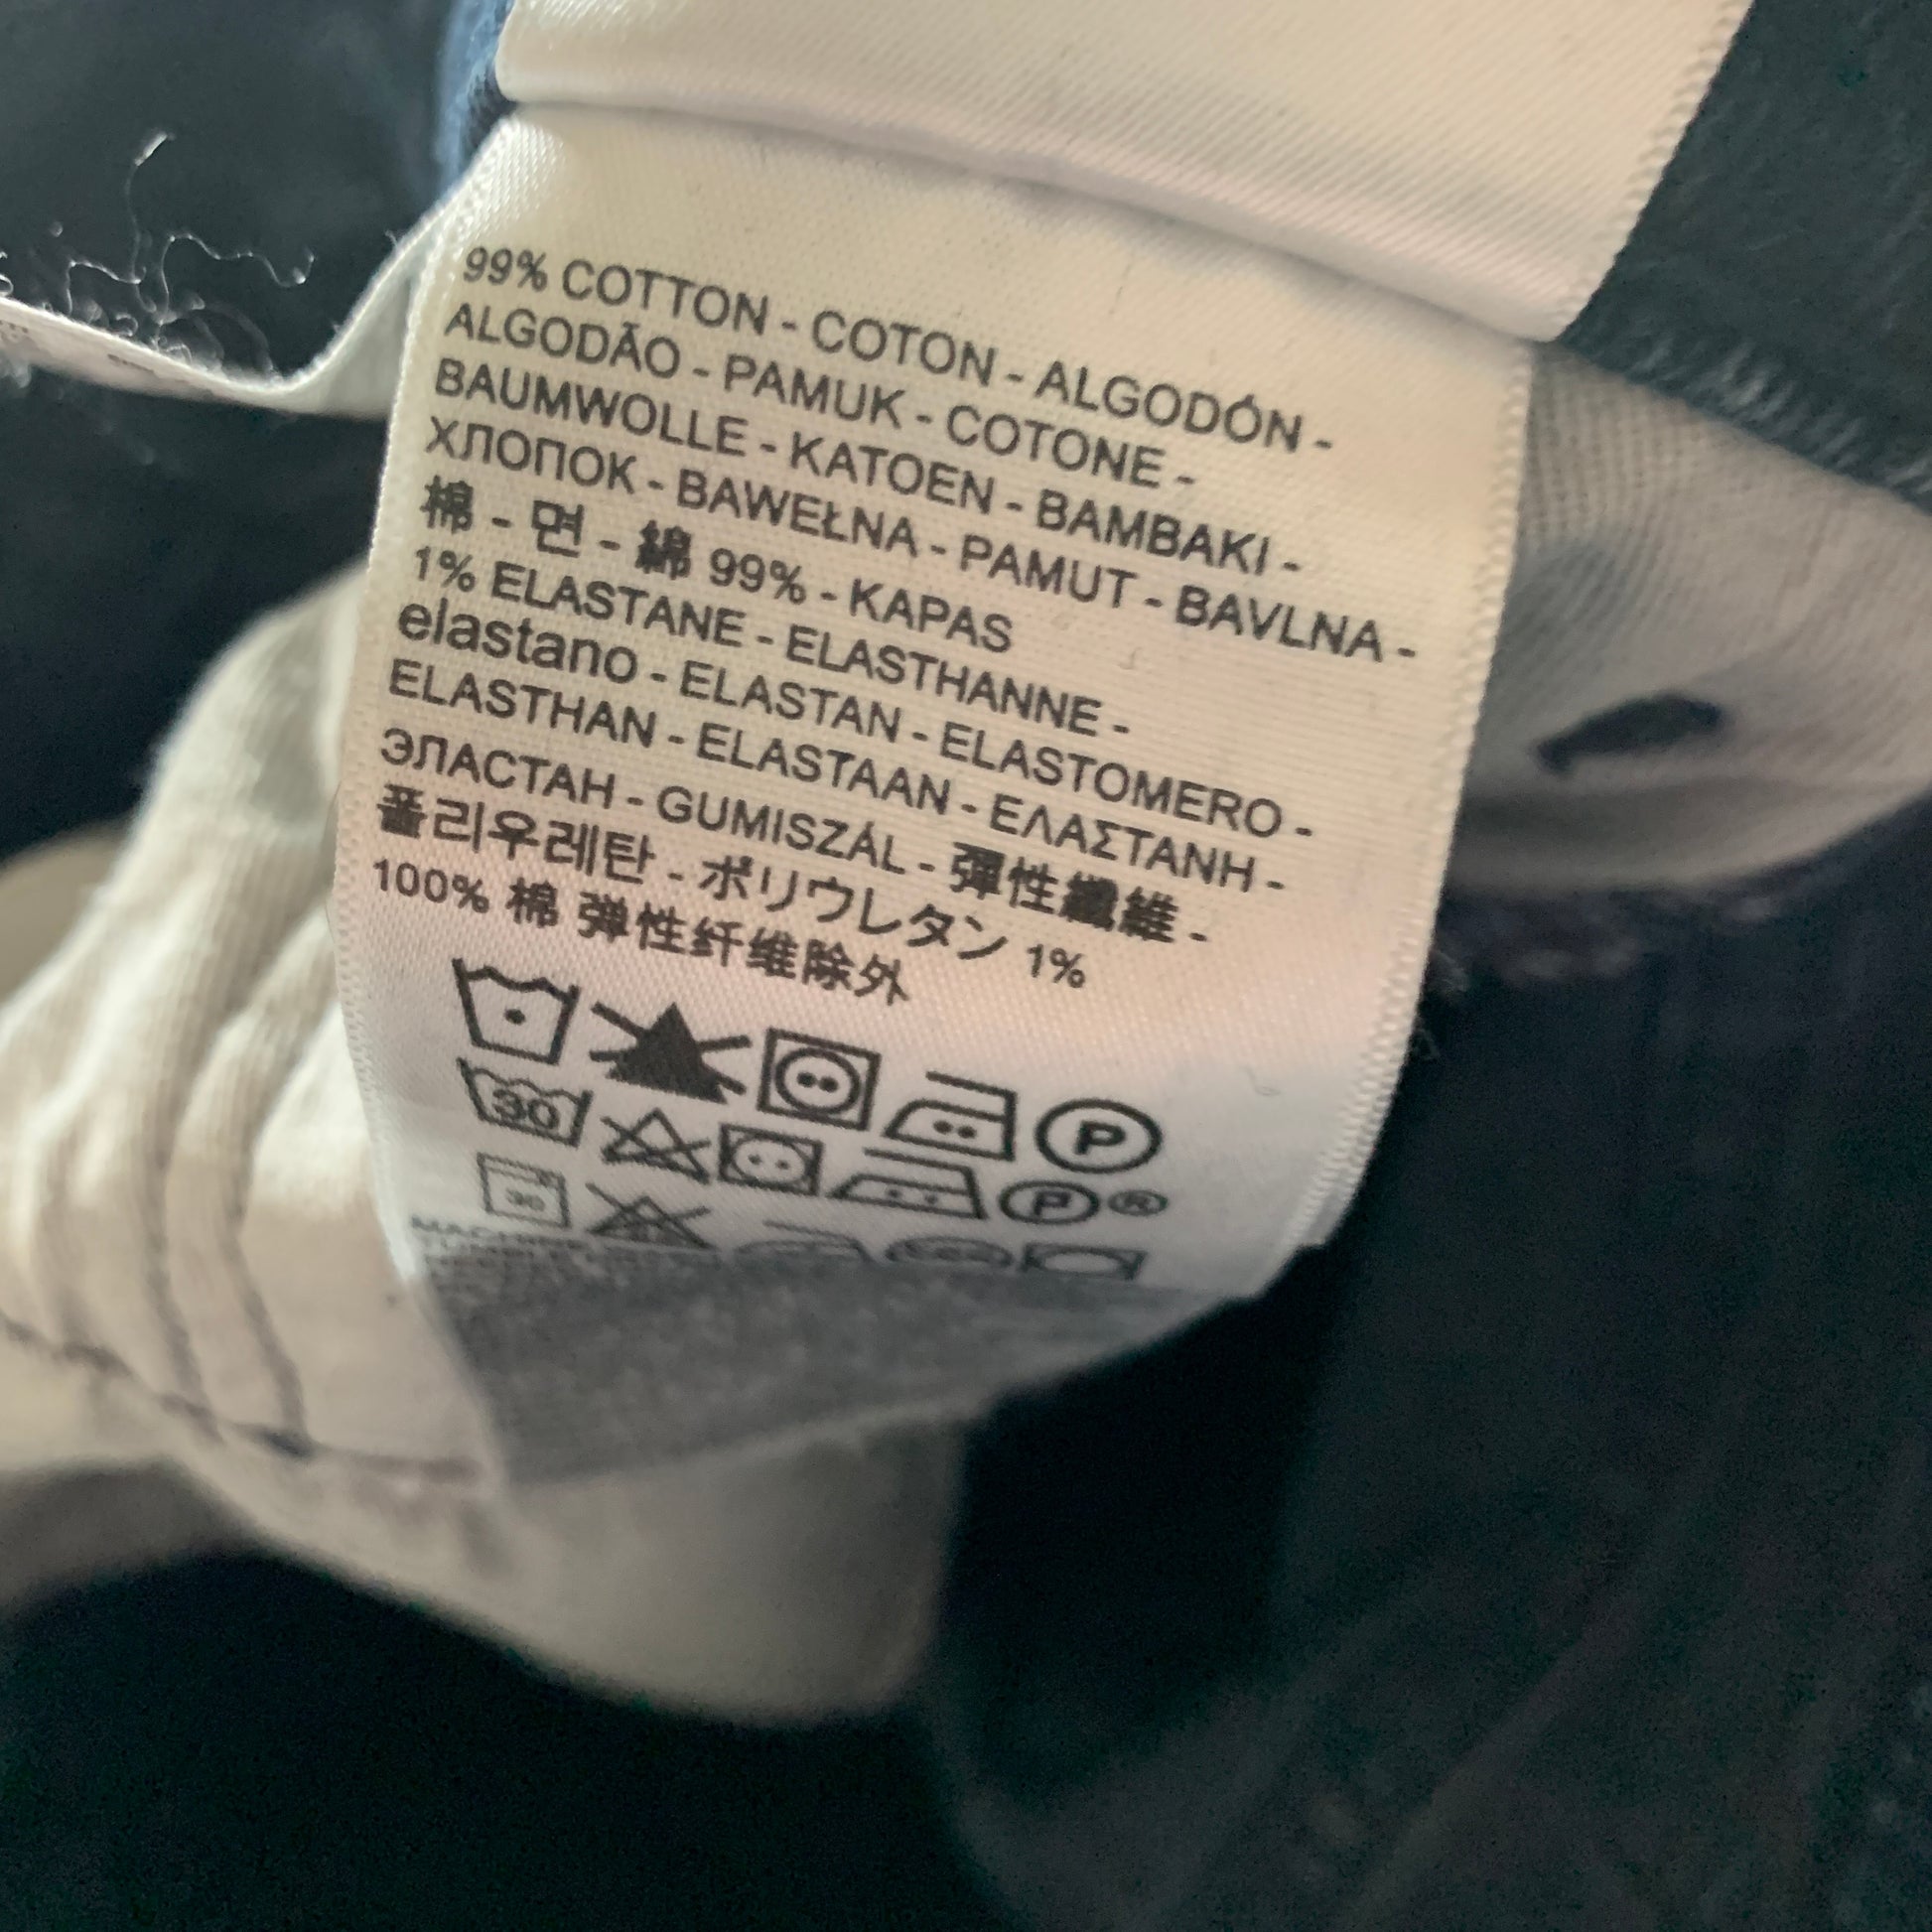 99% COTTON - COTON - ALGODÓN -
ALGODÃO - PAMUK - COTONE -
BAUMWOLLE - KATOEN - BAMBAKI -
ХЛОПОК - BAWEŁNA - PAMUT - BAVLNA -
棉 - 면 - 綿 99% - KAPAS
1% ELASTANE - ELASTHANNE -
elastano - ELASTAN - ELASTOMERO -
ELASTHAN - ELASTAAN - ΕΛΑΣΤΑΝΗ -
ЭЛАСТАН - GUMISZÁL - 彈性纖維 -
폴리우레탄 - ポリウレタン 1%
100% 棉 弹性纤维除外
P
30 P ®
30